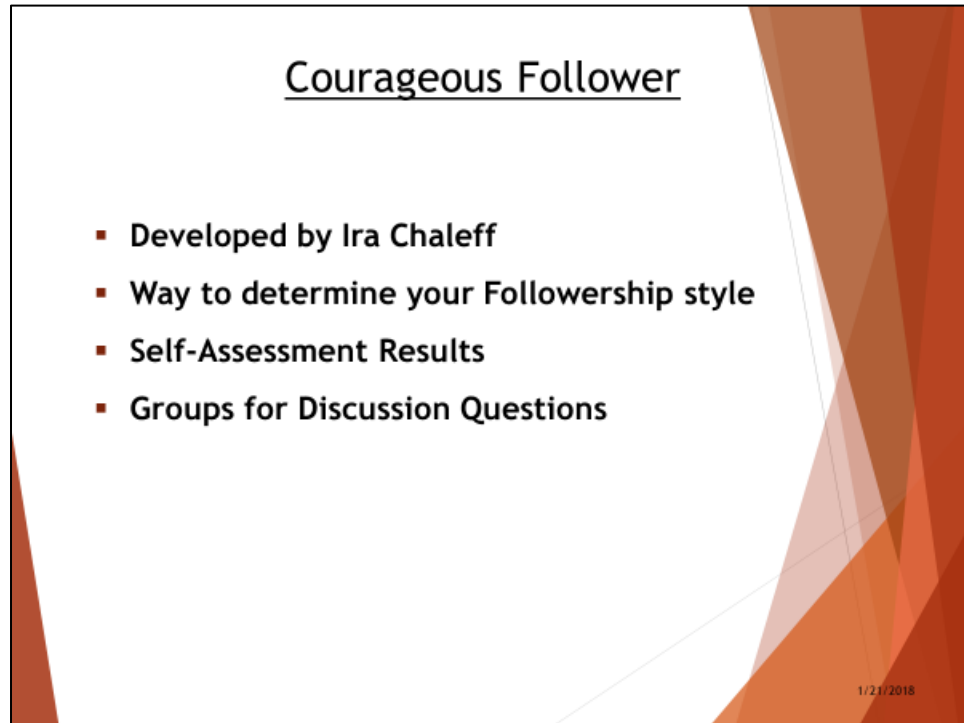 Courageous Follower
▪ Developed by Ira Chaleff
▪ Way to determine your Followership style
▪ Self-Assessment Results
▪ Groups for Discussion Questions
1/21/2018